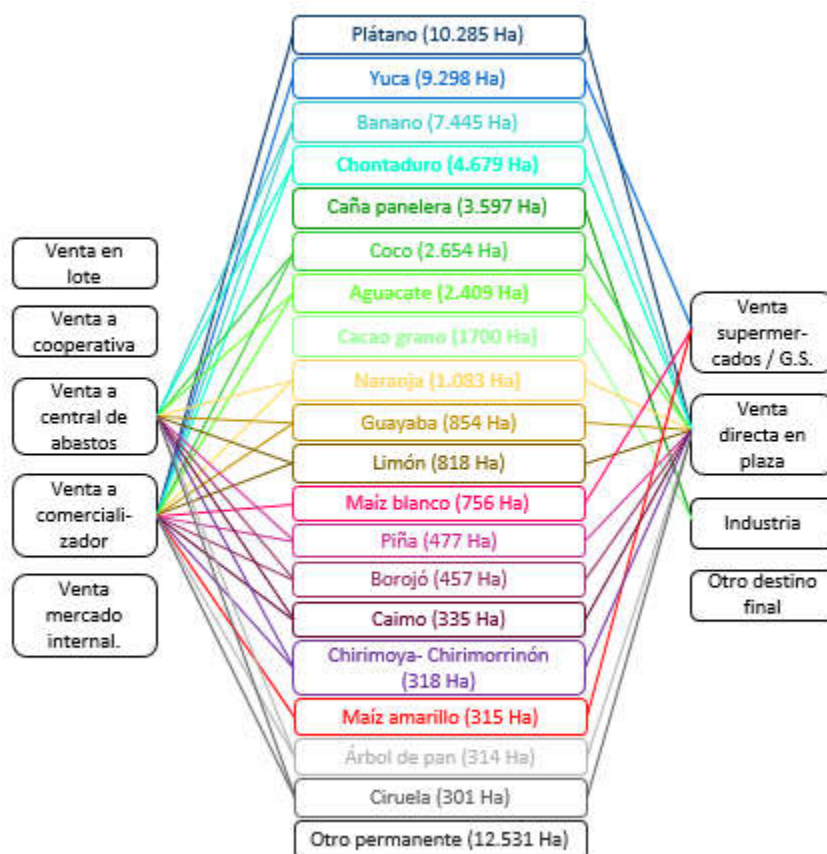 Plátano (10.285 Ha)
Yuca (9.298 Ha)
Banano (7.445 Ha)
Chontaduro (4.679 Ha)
Caña panelera (3.597 Ha)
Coco (2.654 Ha)
Aguacate (2.409 Ha)
Cacao grano (1700 Ha)
Naranja (1.083 Ha)
Guayaba (854 Ha)
Limón (818 Ha)
Maíz blanco (756 Ha)
Piña (477 Ha)
Borojó (457 Ha)
Caimo (335 Ha)
Chirimoya- Chirimorrinón
(318 Ha)
Maíz amarillo (315 Ha)
Árbol de pan (314 Ha)
Ciruela (301 Ha)
Otro permanente (12.531 Ha)
Venta en
lote
Venta a
cooperativa
Venta a
central de
abastos
Venta a
comerciali-
zador
Venta
mercado
internal.
Venta
supermer-
cados / G.S.
Venta
directa en
plaza
Industria
Otro destino
final